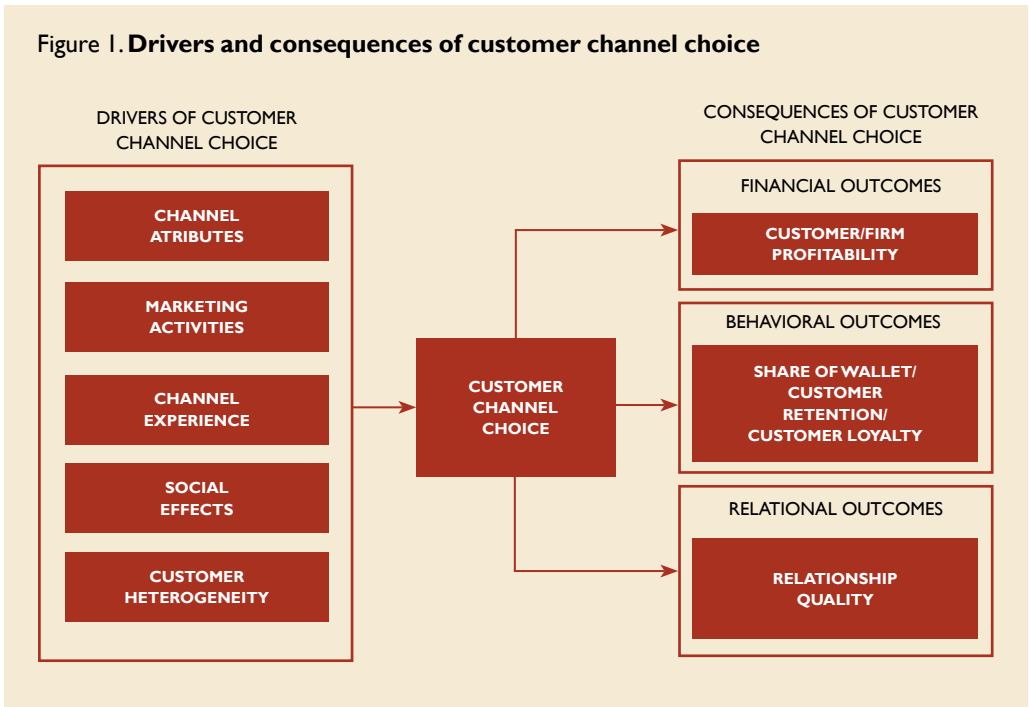 Figure 1. Drivers and consequences of customer channel choice
DRIVERS OF CUSTOMER
CHANNEL CHOICE
CHANNEL
ATRIBUTES
MARKETING
ACTIVITIES
CHANNEL
EXPERIENCE
SOCIAL
EFFECTS
CUSTOMER
HETEROGENEITY
CUSTOMER
CHANNEL
CHOICE
CONSEQUENCES OF CUSTOMER
CHANNEL CHOICE
FINANCIAL OUTCOMES
CUSTOMER/FIRM
PROFITABILITY
BEHAVIORAL OUTCOMES
SHARE OF WALLET/
CUSTOMER
RETENTION/
CUSTOMER LOYALTY
RELATIONAL OUTCOMES
RELATIONSHIP
QUALITY